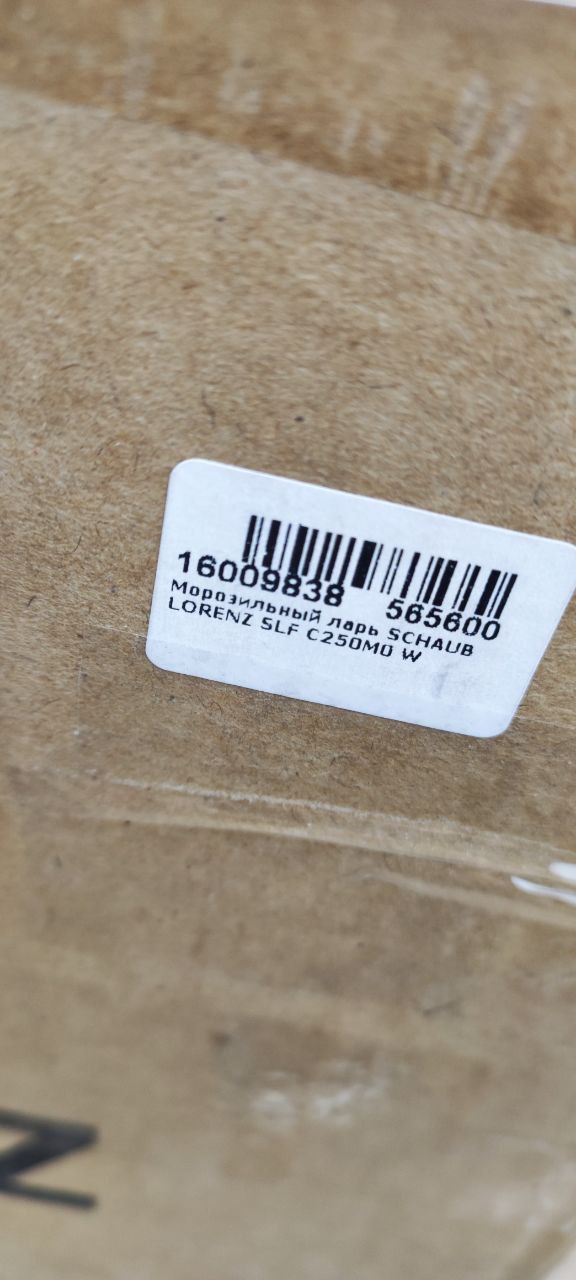 16009838 565600
Морозильный ларь SCHAUB
LORENZ SLF C250M0 W
Z